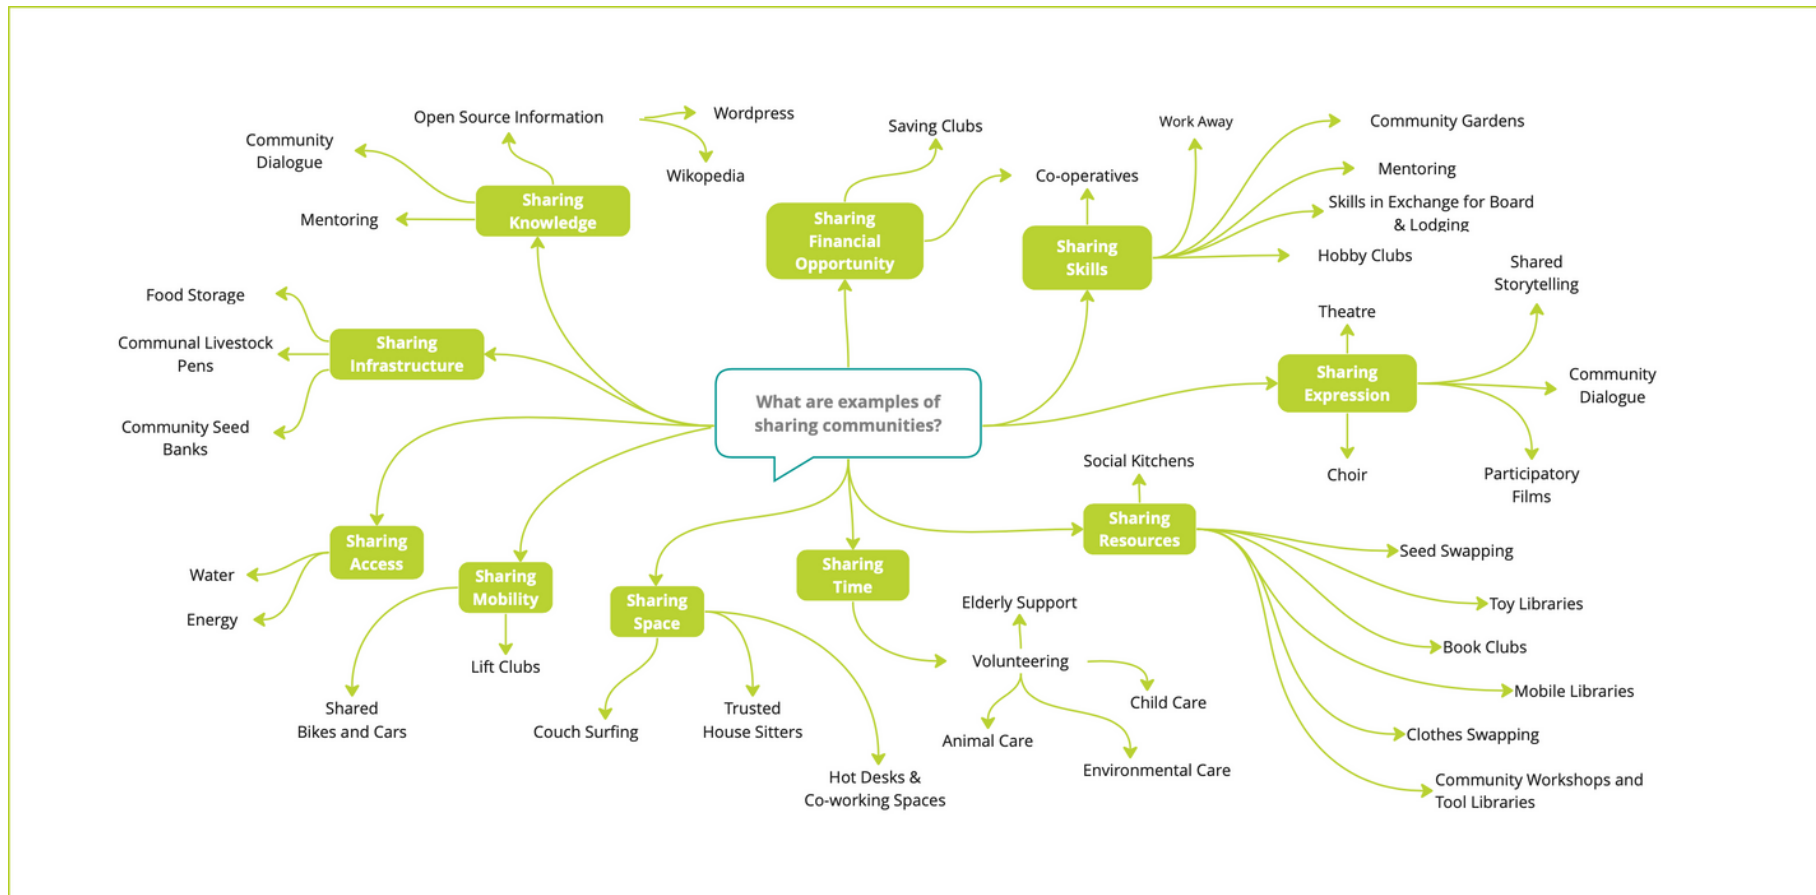 What are examples of
sharing communities?
Sharing
Knowledge
Open Source Information
Wordpress
Wikopedia
Community
Dialogue
Mentoring
Sharing
Financial
Opportunity
Saving Clubs
Co-operatives
Sharing
Skills
Work Away
Community Gardens
Mentoring
Skills in Exchange for Board
& Lodging
Hobby Clubs
Sharing
Expression
Theatre
Shared
Storytelling
Community
Dialogue
Participatory
Films
Choir
Sharing
Resources
Social Kitchens
Seed Swapping
Toy Libraries
Book Clubs
Mobile Libraries
Clothes Swapping
Community Workshops and
Tool Libraries
Sharing
Time
Volunteering
Elderly Support
Child Care
Animal Care
Environmental Care
Sharing
Space
Couch Surfing
Trusted
House Sitters
Hot Desks &
Co-working Spaces
Sharing
Mobility
Lift Clubs
Shared
Bikes and Cars
Sharing
Access
Water
Energy
Sharing
Infrastructure
Food Storage
Communal Livestock
Pens
Community Seed
Banks